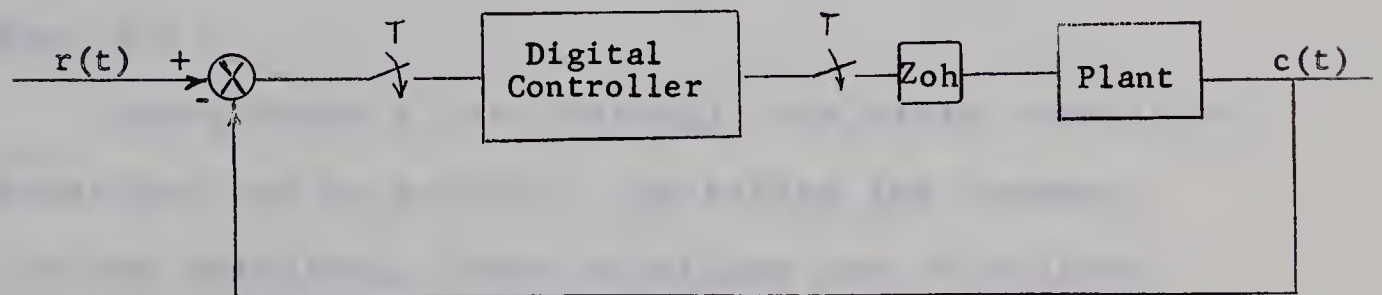 r(t)
+
-
T
Digital
Controller
T
Zoh
Plant
c(t)